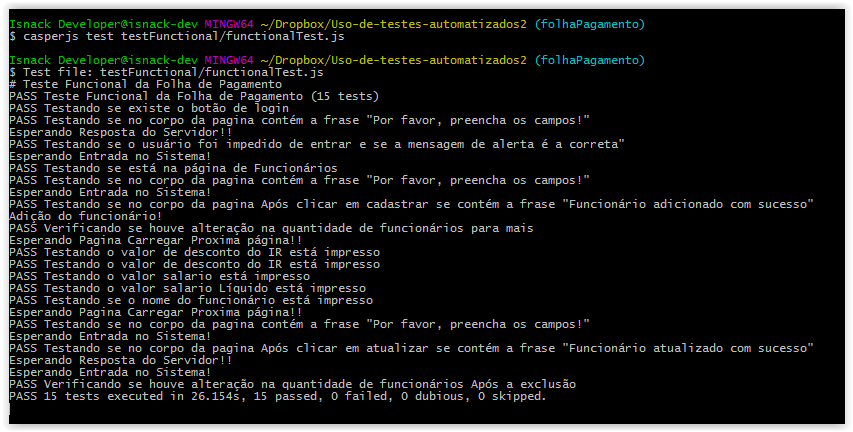 Isnack Developer@isnack-dev MINGW64 ~/Dropbox/Uso-de-testes-automatizados2 (folhaPagamento)
$ casperjs test testFunctional/functionalTest.js
Isnack Developer@isnack-dev MINGW64 ~/Dropbox/Uso-de-testes-automatizados2 (folhaPagamento)
$ Test file: testFunctional/functionalTest.js
# Teste Funcional da Folha de Pagamento
PASS Teste Funcional da Folha de Pagamento (15 tests)
PASS Testando se existe o botão de login
PASS Testando se no corpo da pagina contém a frase "Por favor, preencha os campos!"
Esperando Resposta do Servidor!!
PASS Testando se o usuário foi impedido de entrar e se a mensagem de alerta é a correta"
Esperando Entrada no Sistema!
PASS Testando se está na página de Funcionários
PASS Testando se no corpo da pagina contém a frase "Por favor, preencha os campos!"
Esperando Entrada no Sistema!
PASS Testando se no corpo da pagina Após clicar em cadastrar se contém a frase "Funcionário adicionado com sucesso"
Adição do funcionário!
PASS Verificando se houve alteração na quantidade de funcionários para mais
Esperando Pagina Carregar Proxima página!!
PASS Testando o valor de desconto do IR está impresso
PASS Testando o valor de desconto do IR está impresso
PASS Testando o valor salario está impresso
PASS Testando o valor salario Líquido está impresso
PASS Testando se o nome do funcionário está impresso
Esperando Pagina Carregar Proxima página!!
PASS Testando se no corpo da pagina contém a frase "Por favor, preencha os campos!"
Esperando Entrada no Sistema!
PASS Testando se no corpo da pagina Após clicar em atualizar se contém a frase "Funcionário atualizado com sucesso"
Esperando Resposta do Servidor!!
Esperando Entrada no Sistema!
PASS Verificando se houve alteração na quantidade de funcionários Após a exclusão
PASS 15 tests executed in 26.154s, 15 passed, 0 failed, 0 dubious, 0 skipped.